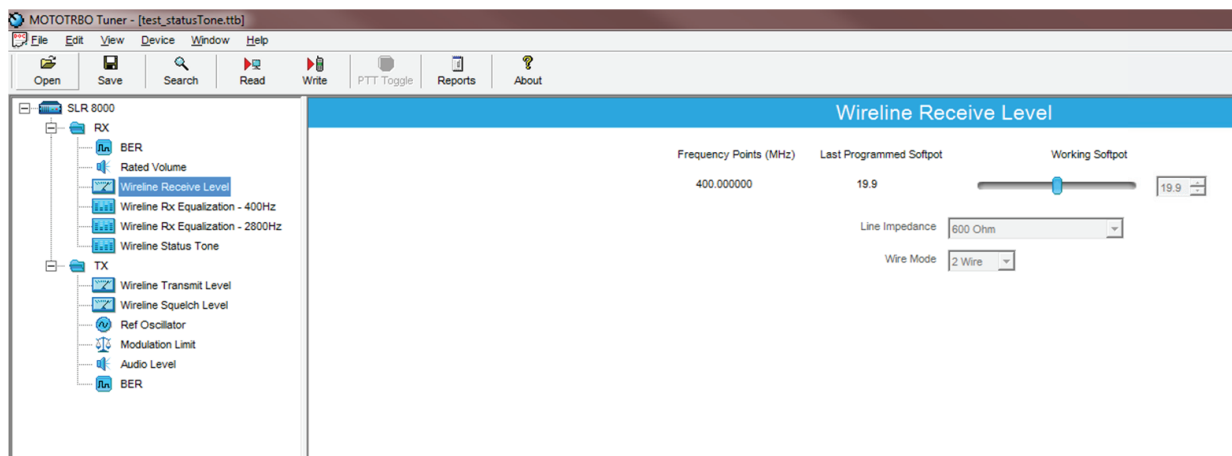 MOTOTRBO Tuner - [test_statusTone.ttb]
File Edit View Device Window Help
Open Save Search Read Write PTT Toggle Reports About
SLR 8000
RX
BER
Rated Volume
Wireline Receive Level
Wireline Rx Equalization - 400Hz
Wireline Rx Equalization - 2800Hz
Wireline Status Tone
TX
Wireline Transmit Level
Wireline Squelch Level
Ref Oscillator
Modulation Limit
Audio Level
BER
Wireline Receive Level
Frequency Points (MHz) Last Programmed Softpot Working Softpot
400.000000 19.9 19.9
Line Impedance 600 Ohm
Wire Mode 2 Wire